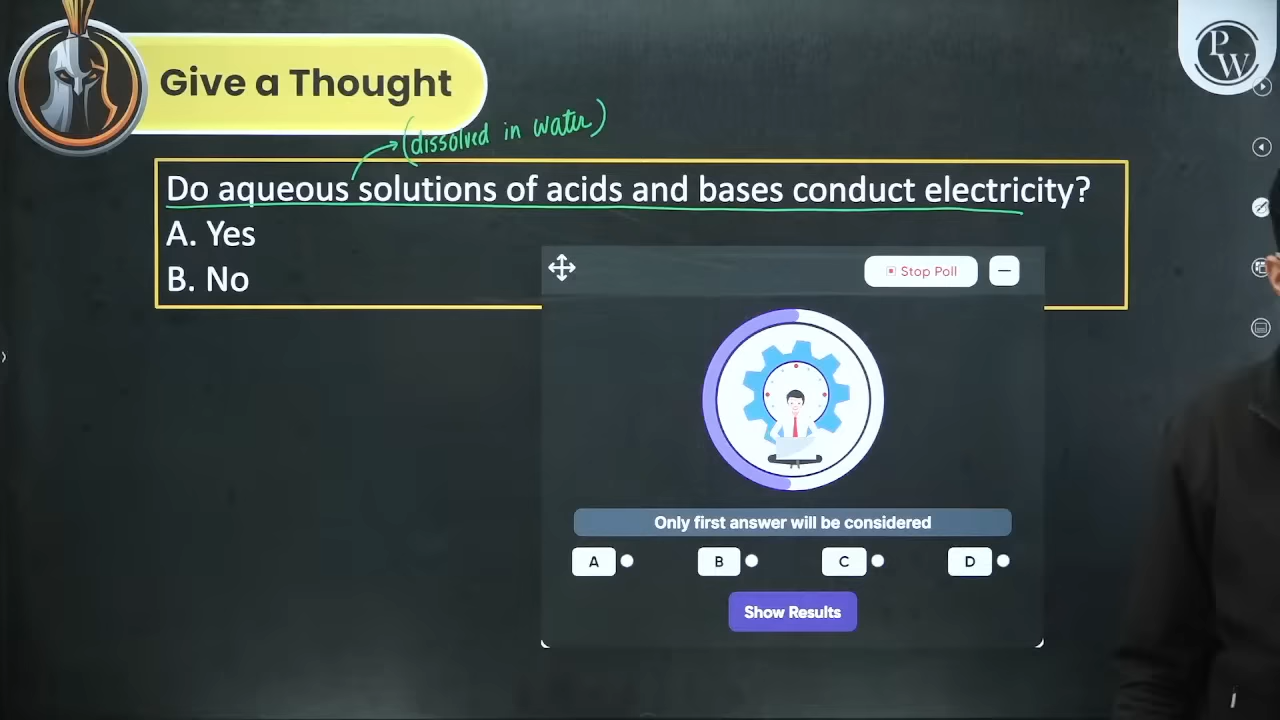 Give a Thought
PW
(dissolved in water)
Do aqueous solutions of acids and bases conduct electricity?
A. Yes
B. No
Stop Poll
Only first answer will be considered
A B C D
Show Results